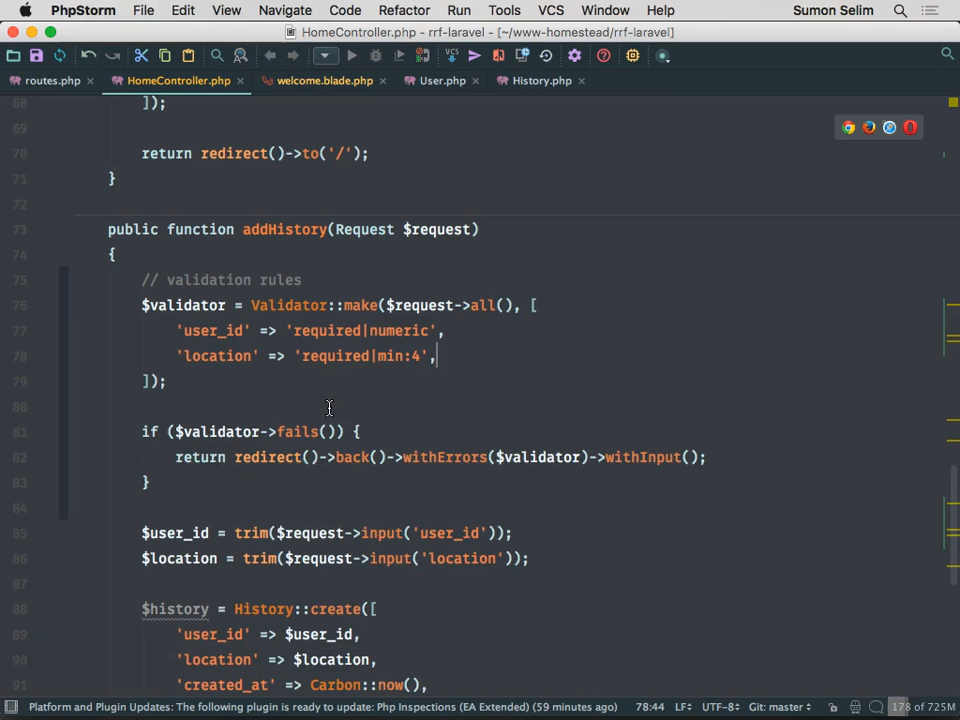 PhpStorm File Edit View Navigate Code Refactor Run Tools VCS Window Help Sumon Selim
HomeController.php - rrf-laravel - [~/www-homestead/rrf-laravel]
routes.php HomeController.php welcome.blade.php User.php History.php
68 ]);
69
70 return redirect()->to('/');
71 }
72
73 public function addHistory(Request $request)
74 {
75 // validation rules
76 $validator = Validator::make($request->all(), [
77 'user_id' => 'required|numeric',
78 'location' => 'required|min:4',
79 ]);
80
81 if ($validator->fails()) {
82 return redirect()->back()->withErrors($validator)->withInput();
83 }
84
85 $user_id = trim($request->input('user_id'));
86 $location = trim($request->input('location'));
87
88 $history = History::create([
89 'user_id' => $user_id,
90 'location' => $location,
91 'created_at' => Carbon::now(),
Platform and Plugin Updates: The following plugin is ready to update: Php Inspections (EA Extended) (59 minutes ago) 78:44 LF UTF-8 Git: master 178 of 725M